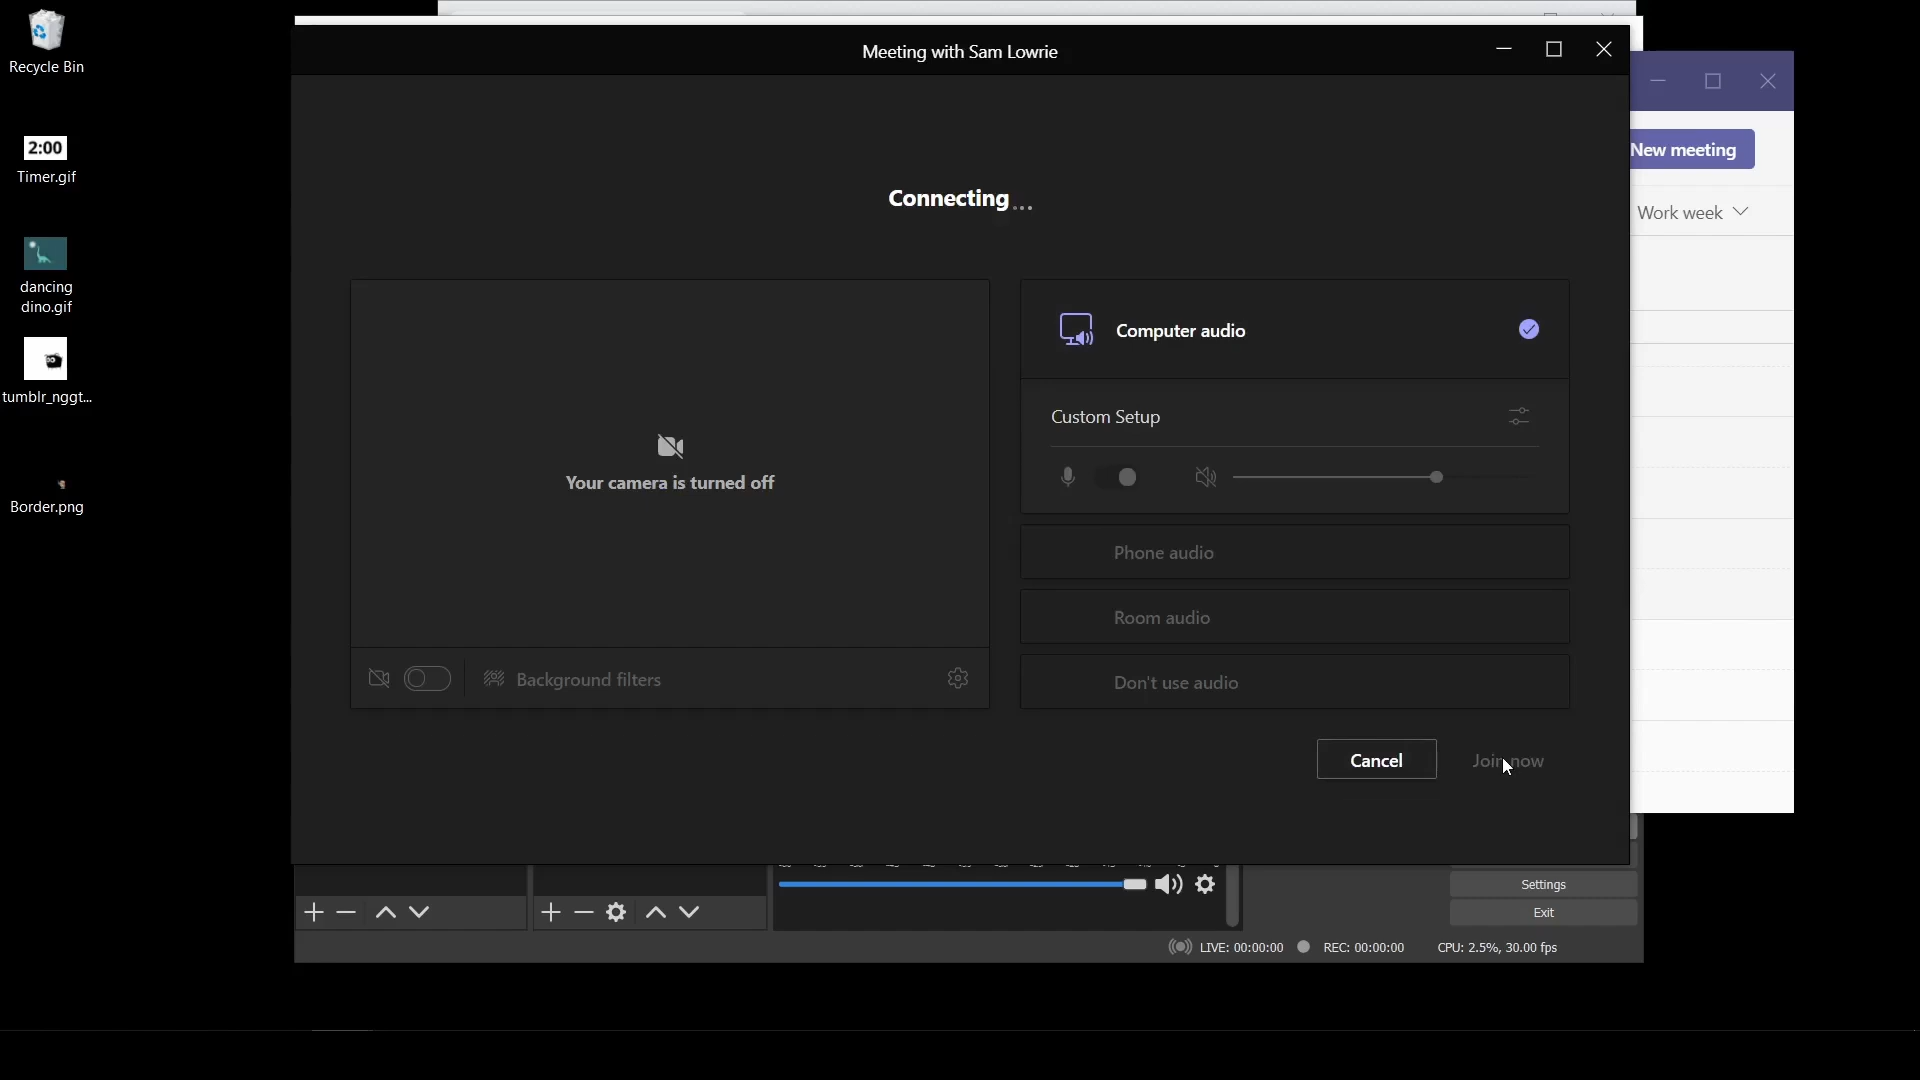 Recycle Bin
2:00
Timer.gif
dancing
dino.gif
tumblr_nggt...
Border.png
Meeting with Sam Lowrie
Connecting...
Your camera is turned off
Background filters
Computer audio
Custom Setup
Phone audio
Room audio
Don't use audio
Cancel
Join now
New meeting
Work week
Settings
Exit
LIVE: 00:00:00
REC: 00:00:00
CPU: 2.5%, 30.00 fps